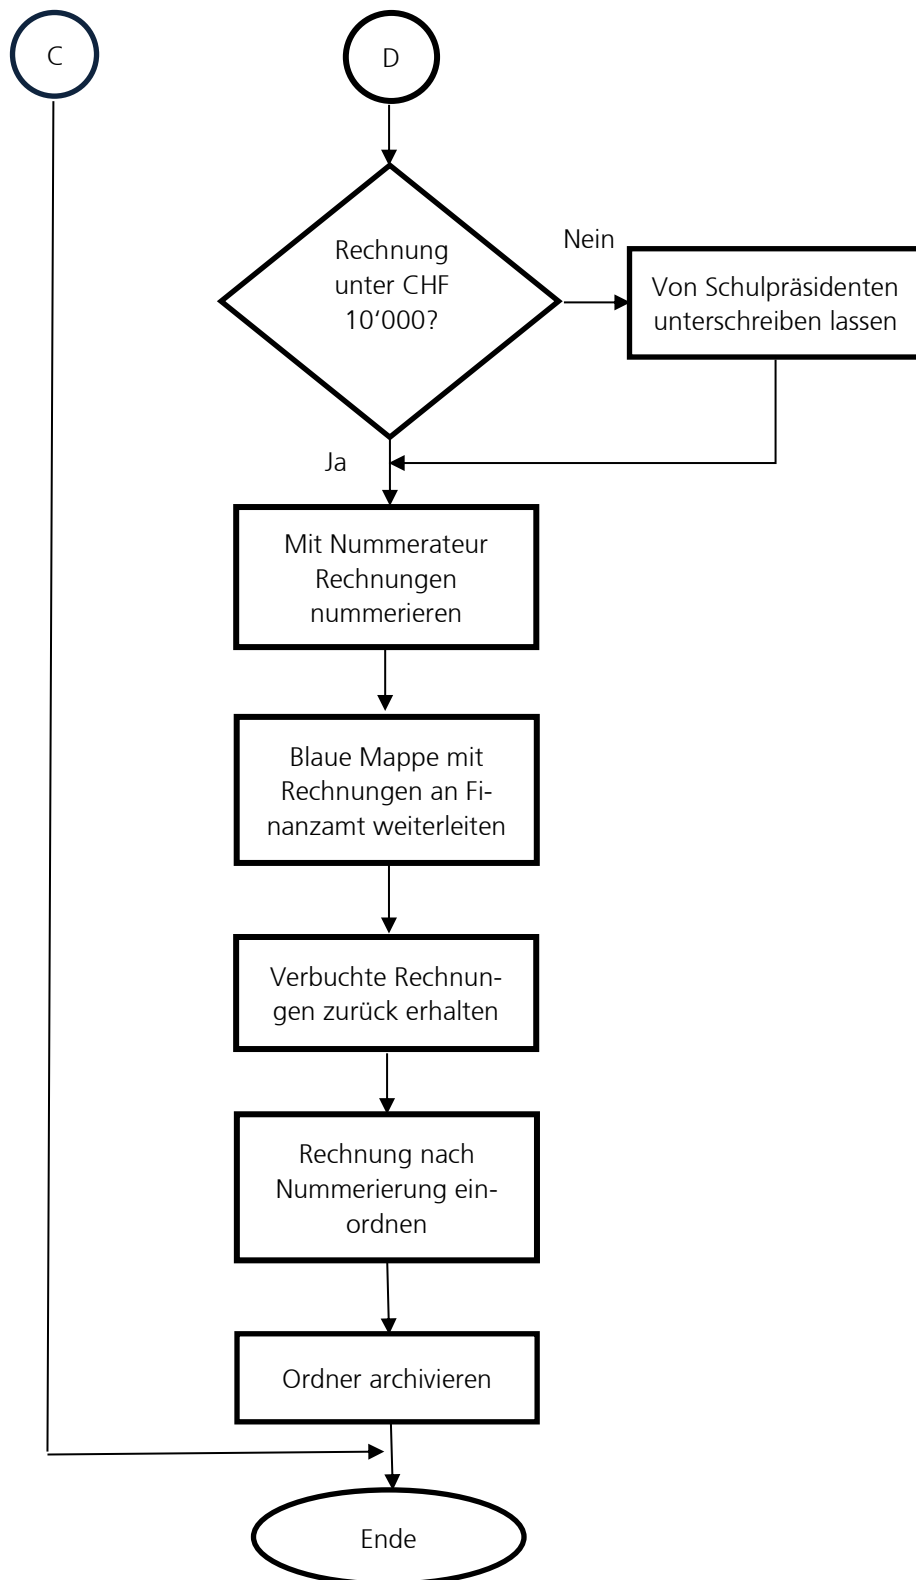 C
D
Rechnung
unter CHF
10‘000?
Nein
Von Schulpräsidenten
unterschreiben lassen
Ja
Mit Nummerateur
Rechnungen
nummerieren
Blaue Mappe mit
Rechnungen an Fi-
nanzamt weiterleiten
Verbuchte Rechnun-
gen zurück erhalten
Rechnung nach
Nummerierung ein-
ordnen
Ordner archivieren
Ende